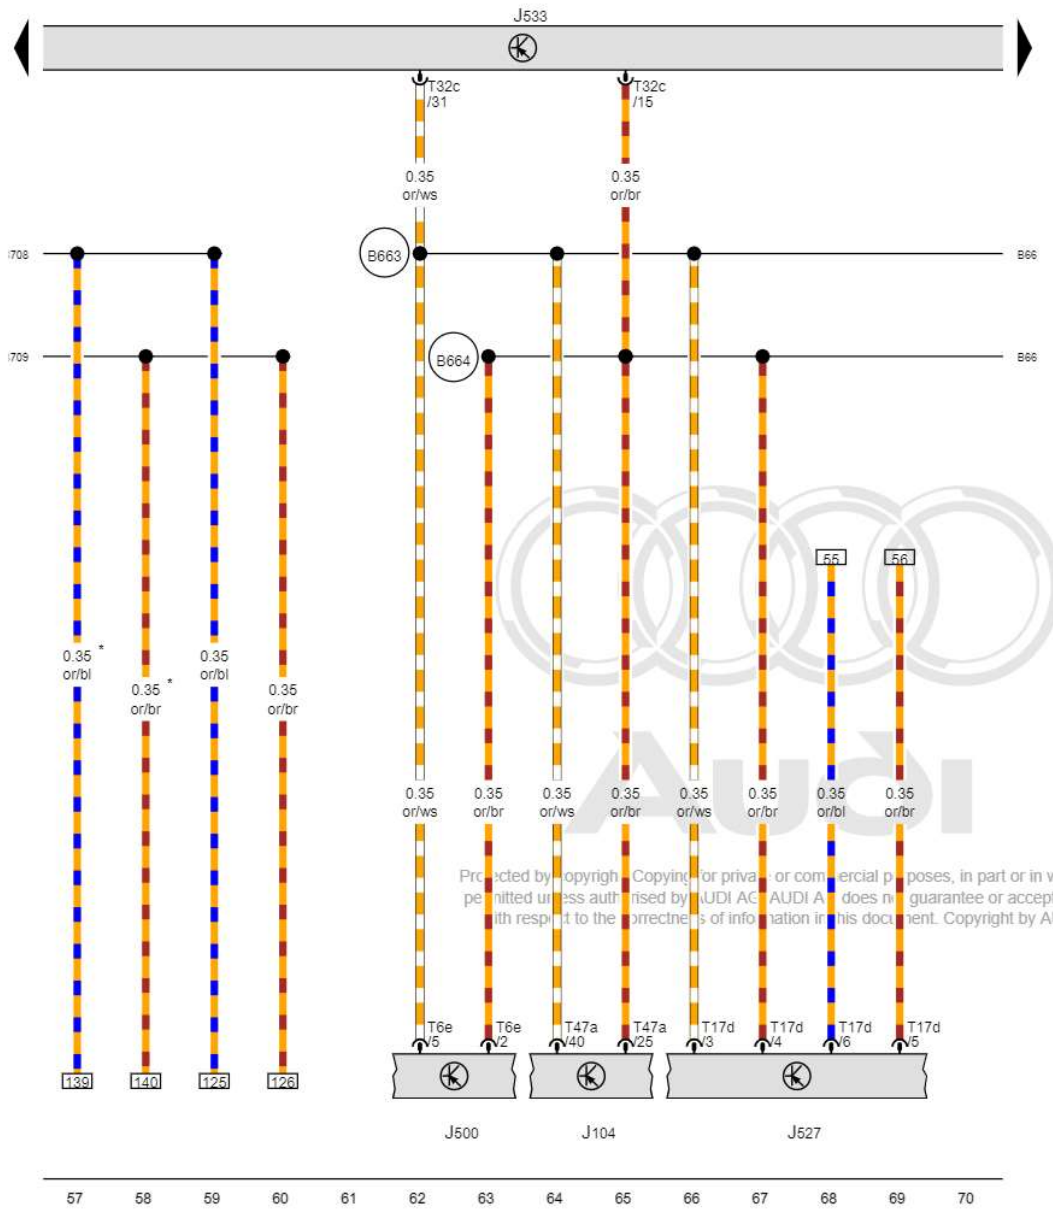 J533
T32c
/31
T32c
/15
0.35
or/ws
0.35
or/br
708
B663
B66
709
B664
B66
55
56
0.35 *
or/bl
0.35 *
or/br
0.35
or/bl
0.35
or/br
0.35
or/ws
0.35
or/br
0.35
or/ws
0.35
or/br
0.35
or/ws
0.35
or/br
0.35
or/bl
0.35
or/br
Audi
Protected by copyright. Copying for private or commercial purposes, in part or in w
permitted unless authorised by AUDI AG. AUDI AG does not guarantee or accept
with respect to the correctness of information in this document. Copyright by A
T6e
/5
T6e
/2
T47a
/40
T47a
/25
T17d
/3
T17d
/4
T17d
/6
T17d
/5
139
140
125
126
J500
J104
J527
57 58 59 60 61 62 63 64 65 66 67 68 69 70